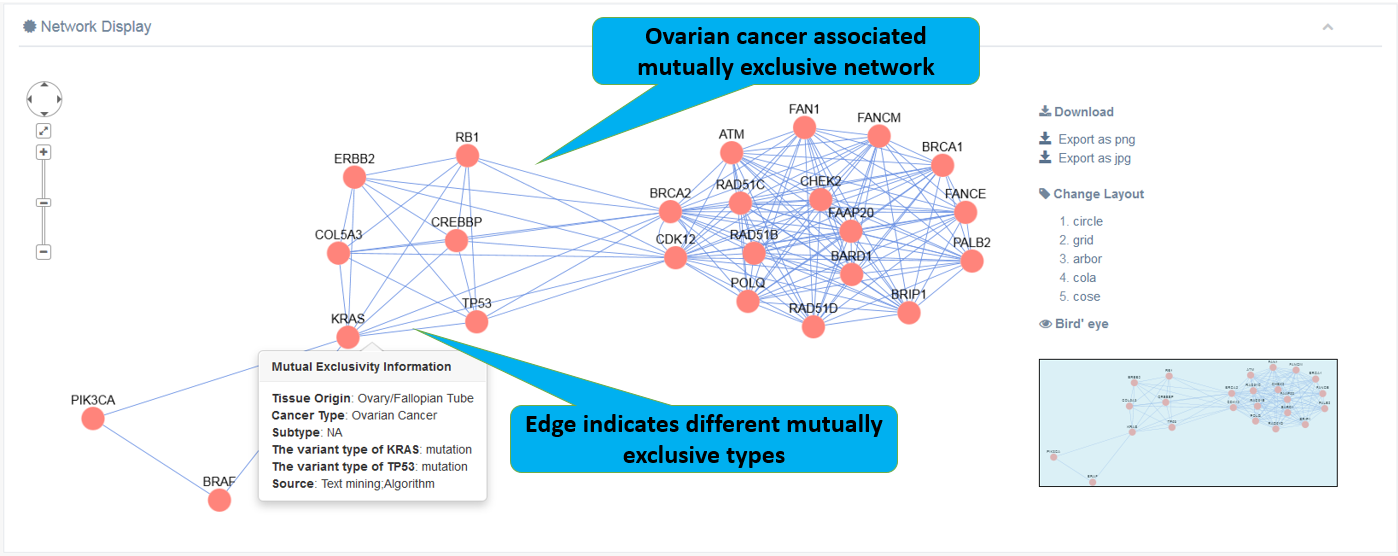 Network Display
Ovarian cancer associated
mutually exclusive network
FAN1
FANCM
ATM
RB1
BRCA1
ERBB2
RAD51C
CHEK2
BRCA2
FANCE
FAAP20
CREBBP
COL5A3
CDK12
RAD51B
PALB2
BARD1
POLQ
BRIP1
TP53
RAD51D
KRAS
PIK3CA
BRAF
Mutual Exclusivity Information
Tissue Origin: Ovary/Fallopian Tube
Cancer Type: Ovarian Cancer
Subtype: NA
The variant type of KRAS: mutation
The variant type of TP53: mutation
Source: Text mining;Algorithm
Edge indicates different mutually
exclusive types
Download
Export as png
Export as jpg
Change Layout
1. circle
2. grid
3. arbor
4. cola
5. cose
Bird' eye